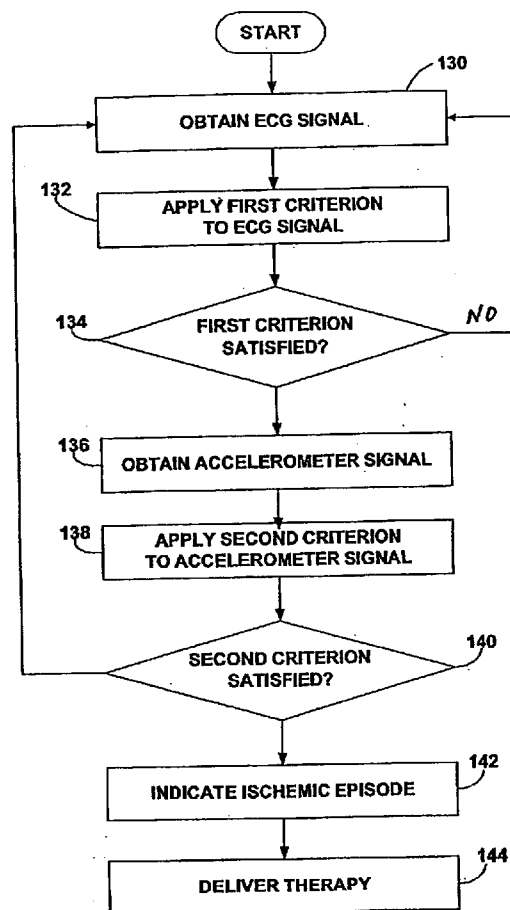 START
130
OBTAIN ECG SIGNAL
132
APPLY FIRST CRITERION
TO ECG SIGNAL
134
FIRST CRITERION
SATISFIED?
NO
136
OBTAIN ACCELEROMETER SIGNAL
138
APPLY SECOND CRITERION
TO ACCELEROMETER SIGNAL
140
SECOND CRITERION
SATISFIED?
142
INDICATE ISCHEMIC EPISODE
144
DELIVER THERAPY